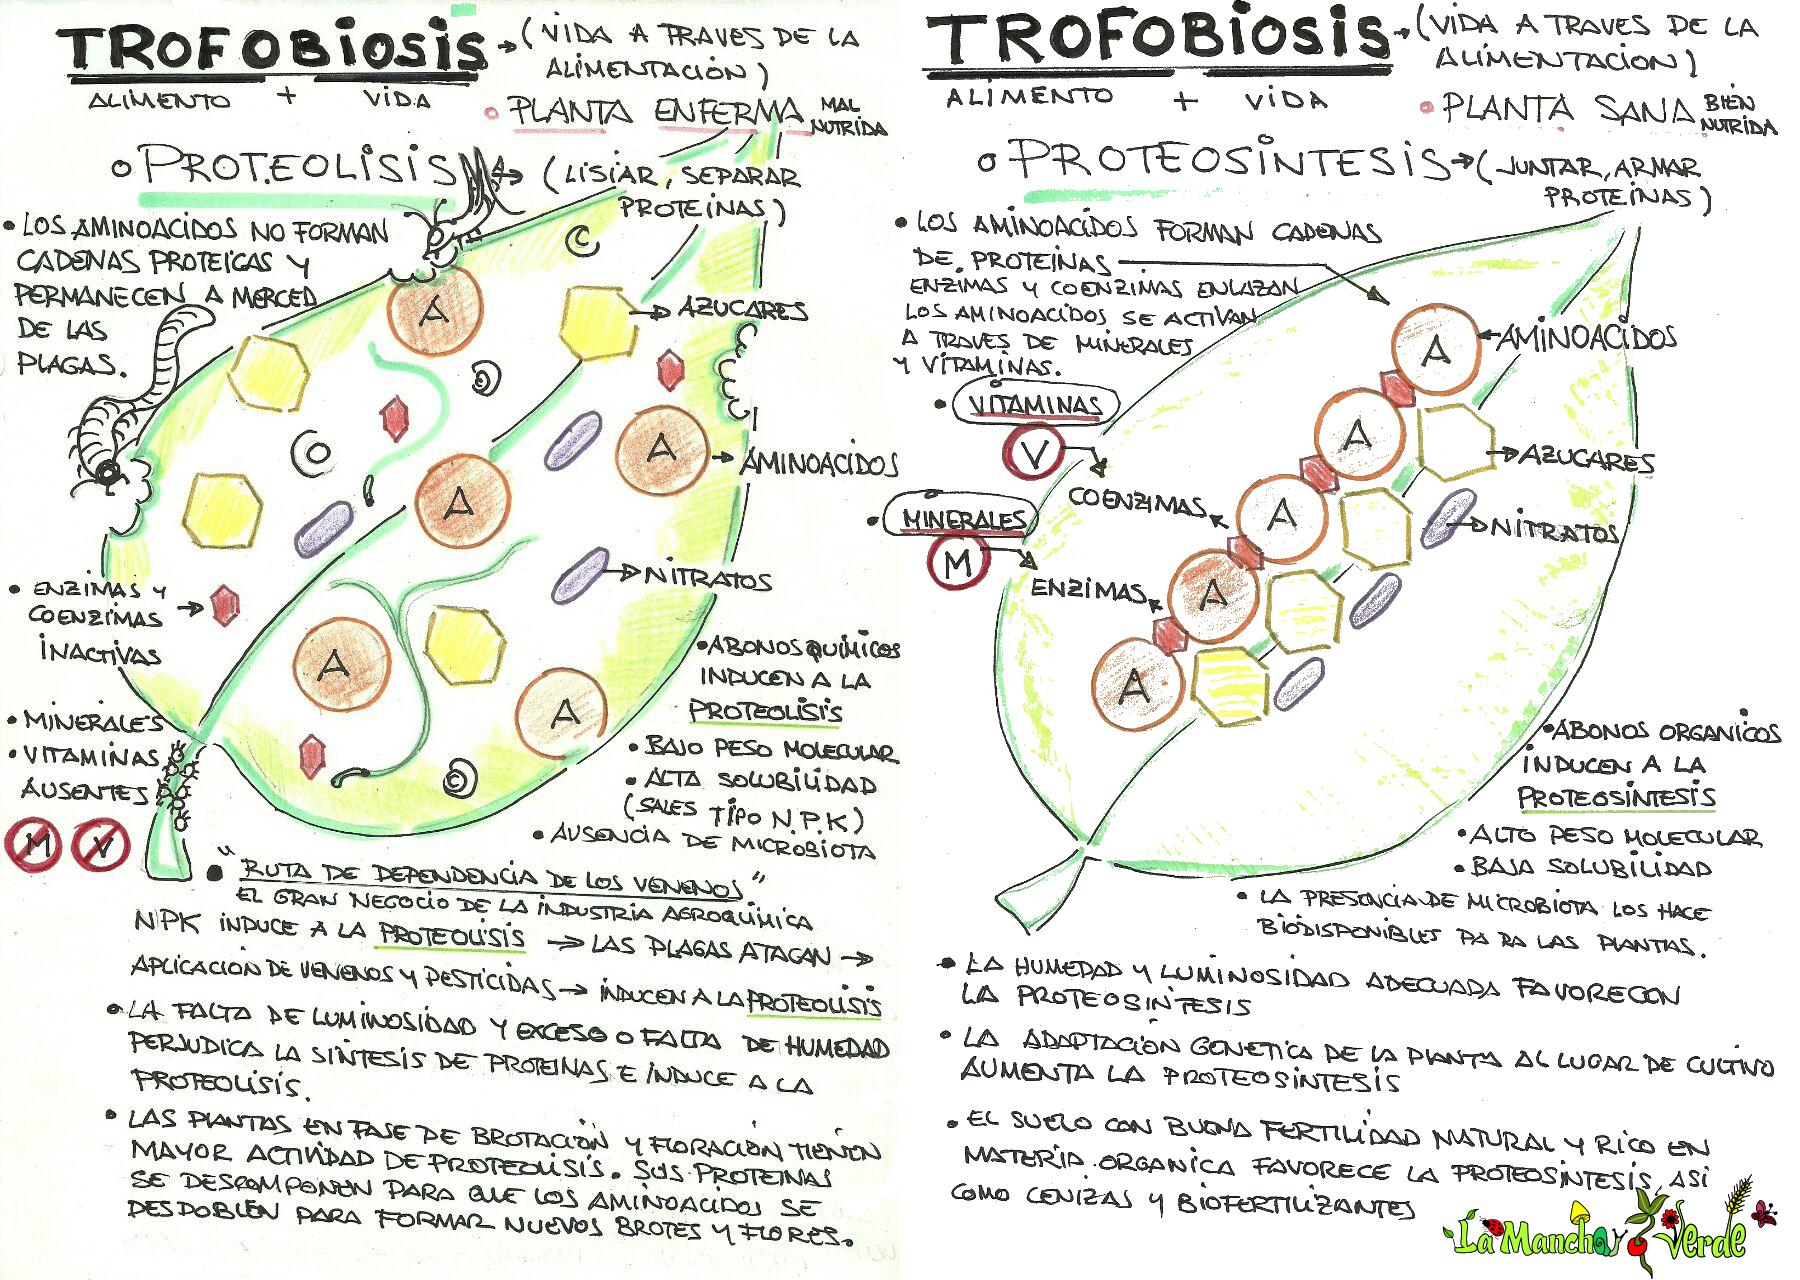 TROFOBIOSIS → (VIDA A TRAVES DE LA
ALIMENTACIÓN)
ALIMENTO + VIDA
• PLANTA ENFERMA MAL
NUTRIDA
o PROTEOLISIS → (LISIAR, SEPARAR
PROTEINAS)
• LOS AMINOACIDOS NO FORMAN
CADENAS PROTEICAS Y
PERMANECEN A MERCED
DE LAS
PLAGAS.
C
A
→ AZUCARES
A
→ AMINOACIDOS
A
→ NITRATOS
• ENZIMAS Y
COENZIMAS →
INACTIVAS
A
A
• MINERALES
• VITAMINAS
AUSENTES
M V
• ABONOS QUIMICOS
INDUCEN A LA
PROTEOLISIS
• BAJO PESO MOLECULAR
• ALTA SOLUBILIDAD
(SALES TIPO N.P.K)
• AUSENCIA DE MICROBIOTA
• "RUTA DE DEPENDENCIA DE LOS VENENOS"
EL GRAN NEGOCIO DE LA INDUSTRIA AGROQUÍMICA
NPK INDUCE A LA PROTEOLISIS → LAS PLAGAS ATACAN →
APLICACIÓN DE VENENOS Y PESTICIDAS → INDUCEN A LA PROTEOLISIS
• LA FALTA DE LUMINOSIDAD Y EXCESO O FALTA DE HUMEDAD
PERJUDICA LA SINTESIS DE PROTEINAS E INDUCE A LA
PROTEOLISIS.
• LAS PLANTAS EN FASE DE BROTACIÓN Y FLORACIÓN TIENEN
MAYOR ACTIVIDAD DE PROTEOLISIS. SUS PROTEINAS
SE DESCOMPONEN PARA QUE LOS AMINOACIDOS SE
DESDOBLEN PARA FORMAR NUEVOS BROTES Y FLORES.
TROFOBIOSIS → (VIDA A TRAVES DE LA
ALIMENTACION)
ALIMENTO + VIDA
• PLANTA SANA BIEN
NUTRIDA
o PROTEOSINTESIS → (JUNTAR, ARMAR
PROTEINAS)
• LOS AMINOACIDOS FORMAN CADENAS
DE PROTEINAS
ENZIMAS Y COENZIMAS ENLAZAN
LOS AMINOACIDOS SE ACTIVAN
A TRAVES DE MINERALES
Y VITAMINAS.
• VITAMINAS
V
COENZIMAS
• MINERALES
M
ENZIMAS
A ← AMINOACIDOS
A
→ AZUCARES
A
→ NITRATOS
A
A
• ABONOS ORGANICOS
INDUCEN A LA
PROTEOSINTESIS
• ALTO PESO MOLECULAR
• BAJA SOLUBILIDAD
• LA PRESENCIA DE MICROBIOTA LOS HACE
BIODISPONIBLES PARA LAS PLANTAS.
• LA HUMEDAD Y LUMINOSIDAD ADECUADA FAVORECEN
LA PROTEOSINTESIS
• LA ADAPTACIÓN GENETICA DE LA PLANTA AL LUGAR DE CULTIVO
AUMENTA LA PROTEOSINTESIS
• EL SUELO CON BUENA FERTILIDAD NATURAL Y RICO EN
MATERIA ORGANICA FAVORECE LA PROTEOSINTESIS, ASI
COMO CENIZAS Y BIOFERTILIZANTES
La Mancha Verde